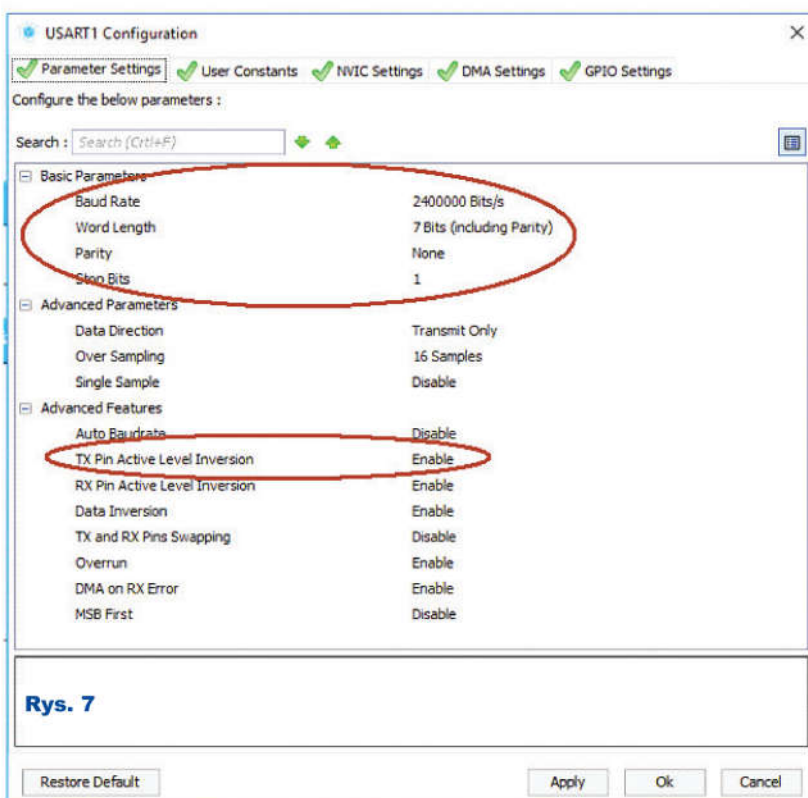 USART1 Configuration
Parameter Settings User Constants NVIC Settings DMA Settings GPIO Settings
Configure the below parameters :
Search : Search (Crtl+F)
Basic Parameters
Baud Rate 2400000 Bits/s
Word Length 7 Bits (including Parity)
Parity None
Stop Bits 1
Advanced Parameters
Data Direction Transmit Only
Over Sampling 16 Samples
Single Sample Disable
Advanced Features
Auto Baudrate Disable
TX Pin Active Level Inversion Enable
RX Pin Active Level Inversion Enable
Data Inversion Enable
TX and RX Pins Swapping Disable
Overrun Enable
DMA on RX Error Enable
MSB First Disable
Rys. 7
Restore Default Apply Ok Cancel